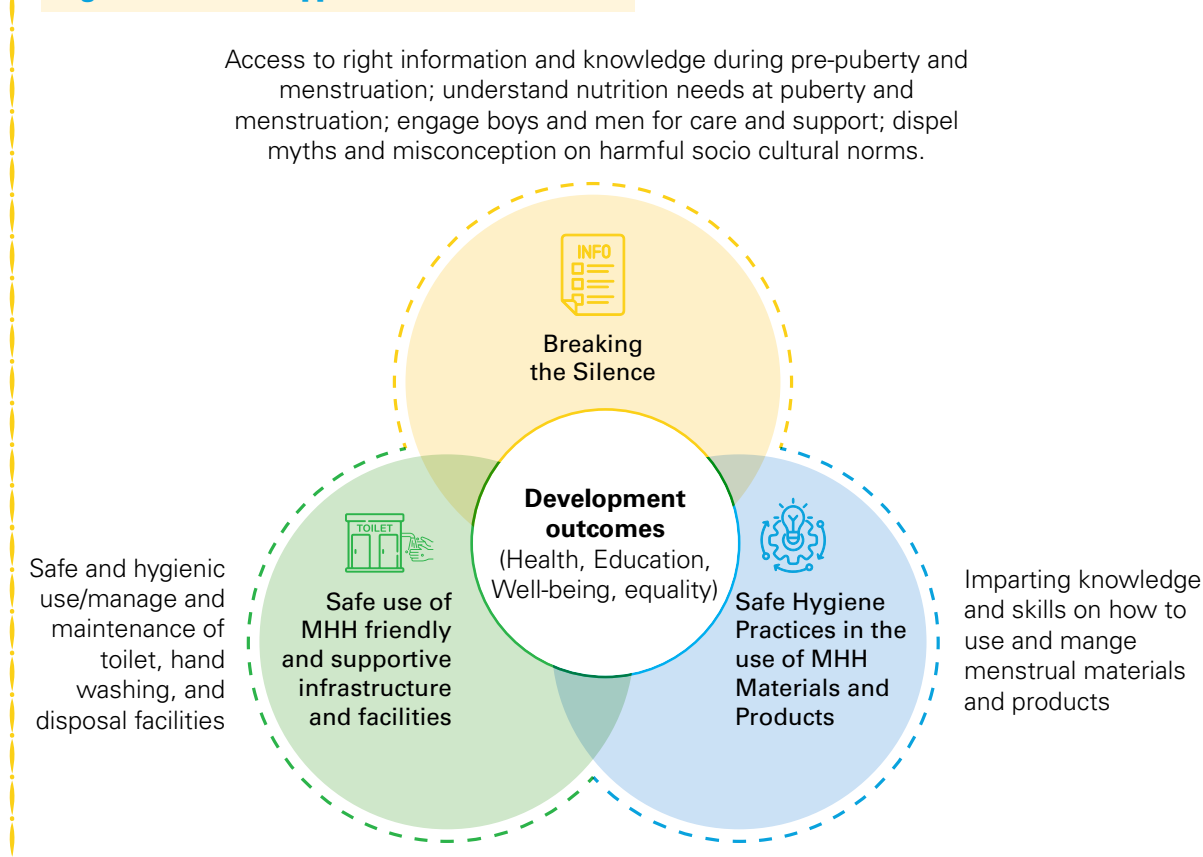 Access to right information and knowledge during pre-puberty and
menstruation; understand nutrition needs at puberty and
menstruation; engage boys and men for care and support; dispel
myths and misconception on harmful socio cultural norms.
INFO
Breaking
the Silence
Development
outcomes
(Health, Education,
Well-being, equality)
TOILET
Safe use of
MHH friendly
and supportive
infrastructure
and facilities
Safe Hygiene
Practices in the
use of MHH
Materials and
Products
Safe and hygienic
use/manage and
maintenance of
toilet, hand
washing, and
disposal facilities
Imparting knowledge
and skills on how to
use and mange
menstrual materials
and products